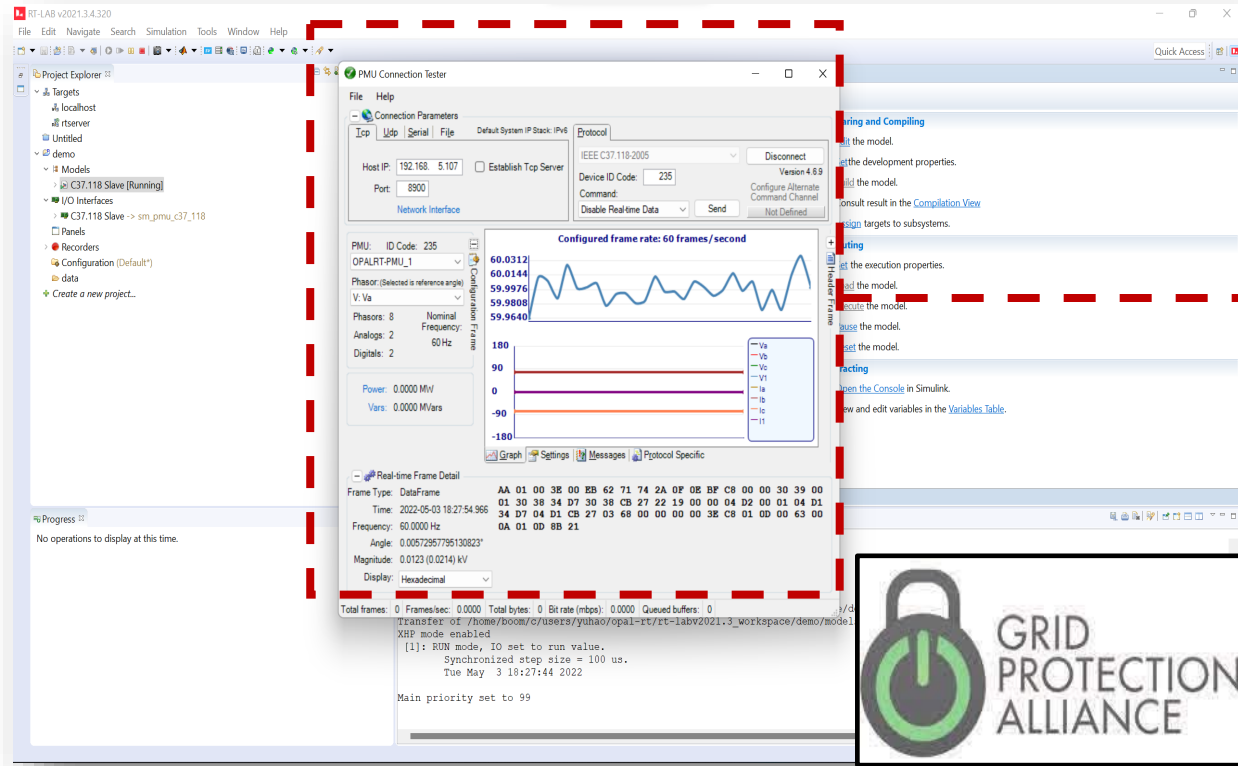 RT-LAB v2021.3.4.320
File Edit Navigate Search Simulation Tools Window Help
Quick Access
Project Explorer
Targets
localhost
rtserver
Untitled
demo
Models
C37.118 Slave [Running]
I/O Interfaces
C37.118 Slave -> sm_pmu_c37_118
Panels
Recorders
Configuration (Default*)
data
Create a new project...
PMU Connection Tester
File Help
Connection Parameters
Tcp Udp Serial File Default System IP Stack: IPv6 Protocol
Host IP: 192.168. 5.107 Establish Tcp Server
Port: 8900
Network Interface
IEEE C37.118-2005 Disconnect
Version 4.6.9
Device ID Code: 235
Configure Alternate
Command Channel
Command:
Disable Real-time Data Send Not Defined
PMU: ID Code: 235
OPALRT-PMU_1
Phasor: (Selected is reference angle)
V: Va
Phasors: 8 Nominal
Frequency:
Analogs: 2
60 Hz
Digitals: 2
Power: 0.0000 MW
Vars: 0.0000 MVars
Configuration Frame
Configured frame rate: 60 frames/second
60.0312
60.0144
59.9976
59.9808
59.9640
180
90
0
-90
-180
Va
Vb
Vc
V1
Ia
Ib
Ic
I1
Header Frame
Graph Settings Messages Protocol Specific
Real-time Frame Detail
Frame Type: DataFrame
Time: 2022-05-03 18:27:54.966
Frequency: 60.0000 Hz
Angle: 0.00572957795130823°
Magnitude: 0.0123 (0.0214) kV
Display: Hexadecimal
AA 01 00 3E 00 EB 62 71 74 2A 0F 0E BF C8 00 00 30 39 00
01 30 38 34 D7 30 38 CB 27 22 19 00 00 04 D2 00 01 04 D1
34 D7 04 D1 CB 27 03 68 00 00 00 00 3E C8 01 0D 00 63 00
0A 01 0D 8B 21
Total frames: 0 Frames/sec: 0.0000 Total bytes: 0 Bit rate (mbps): 0.0000 Queued buffers: 0
aring and Compiling
the model.
the development properties.
the model.
onsult result in the Compilation View
ssign targets to subsystems.
uting
the execution properties.
the model.
ecute the model.
ause the model.
eset the model.
racting
pen the Console in Simulink.
ew and edit variables in the Variables Table.
Progress
No operations to display at this time.
Transfer of /home/boom/c/users/yuhao/opal-rt/rt-labv2021.3_workspace/demo/model
XHP mode enabled
[1]: RUN mode, IO set to run value.
Synchronized step size = 100 us.
Tue May 3 18:27:44 2022
Main priority set to 99
GRID
PROTECTION
ALLIANCE